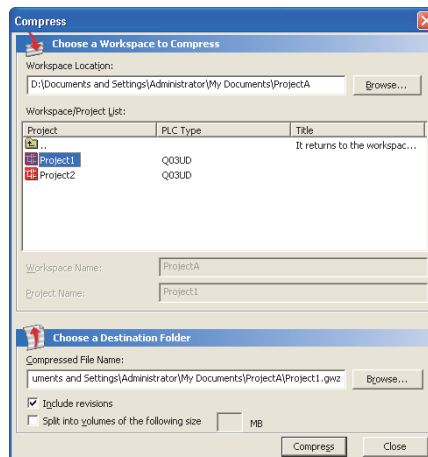 Compress
Choose a Workspace to Compress
Workspace Location:
D:\Documents and Settings\Administrator\My Documents\ProjectA Browse...
Workspace/Project List:
Project PLC Type Title
.. It returns to the workspac...
Project1 Q03UD
Project2 Q03UD
Workspace Name: ProjectA
Project Name: Project1
Choose a Destination Folder
Compressed File Name:
uments and Settings\Administrator\My Documents\ProjectA\Project1.gwz Browse...
Include revisions
Split into volumes of the following size MB
Compress Close